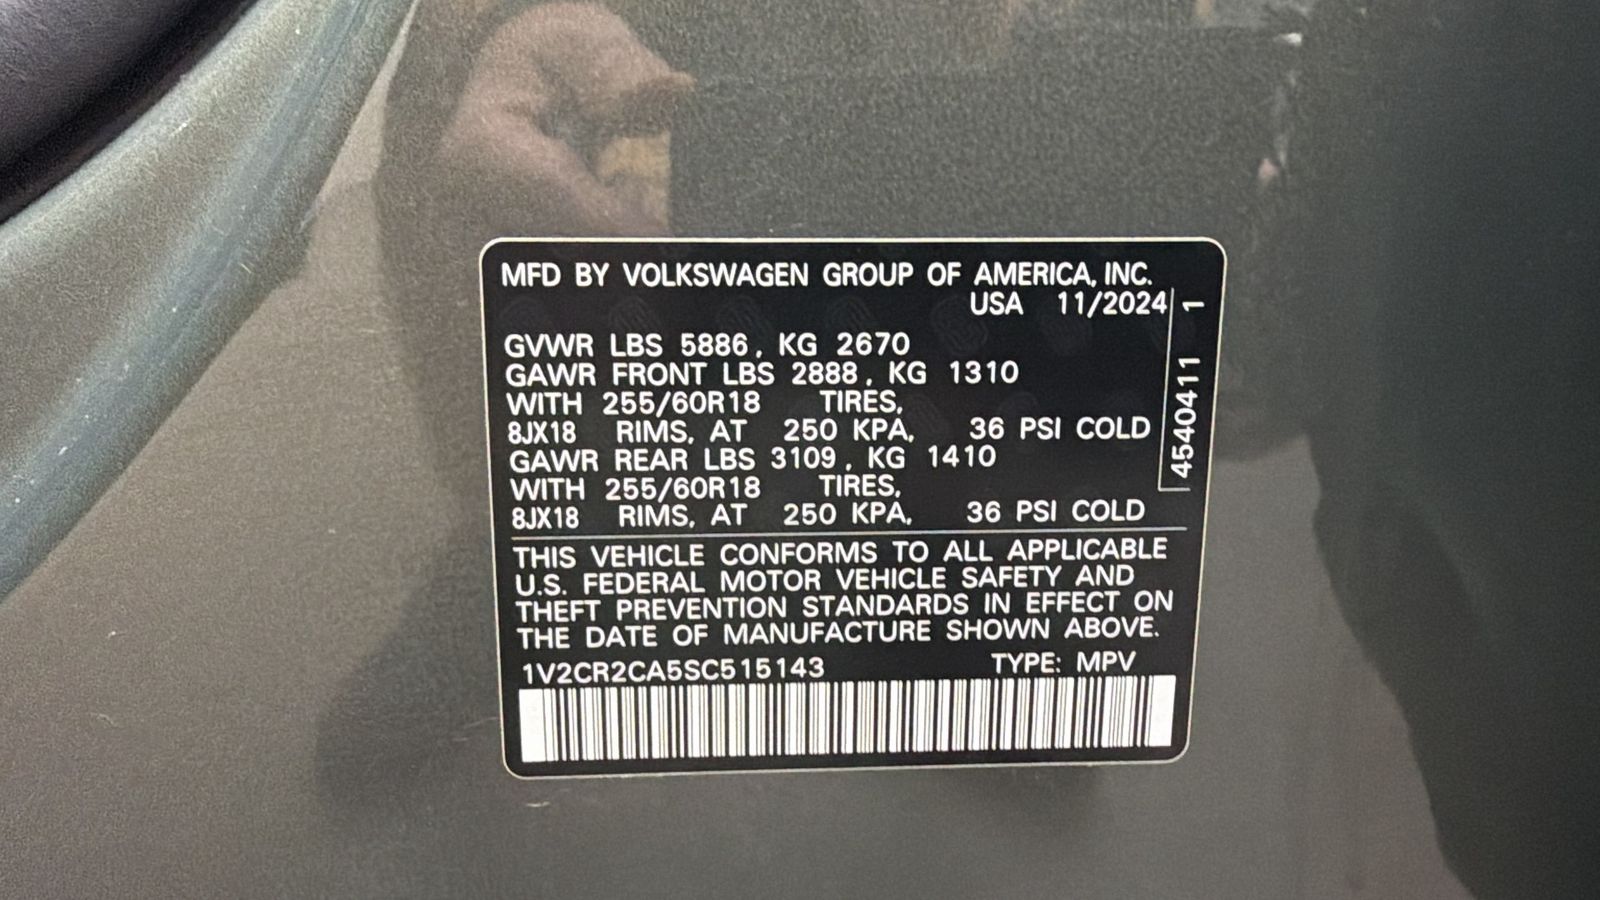 MFD BY VOLKSWAGEN GROUP OF AMERICA, INC.
USA 11/2024
GVWR LBS 5886, KG 2670
GAWR FRONT LBS 2888, KG 1310
WITH 255/60R18 TIRES,
8JX18 RIMS, AT 250 KPA, 36 PSI COLD
GAWR REAR LBS 3109, KG 1410
WITH 255/60R18 TIRES,
8JX18 RIMS, AT 250 KPA, 36 PSI COLD
4540411 1
THIS VEHICLE CONFORMS TO ALL APPLICABLE
U.S. FEDERAL MOTOR VEHICLE SAFETY AND
THEFT PREVENTION STANDARDS IN EFFECT ON
THE DATE OF MANUFACTURE SHOWN ABOVE.
1V2CR2CA5SC515143 TYPE: MPV